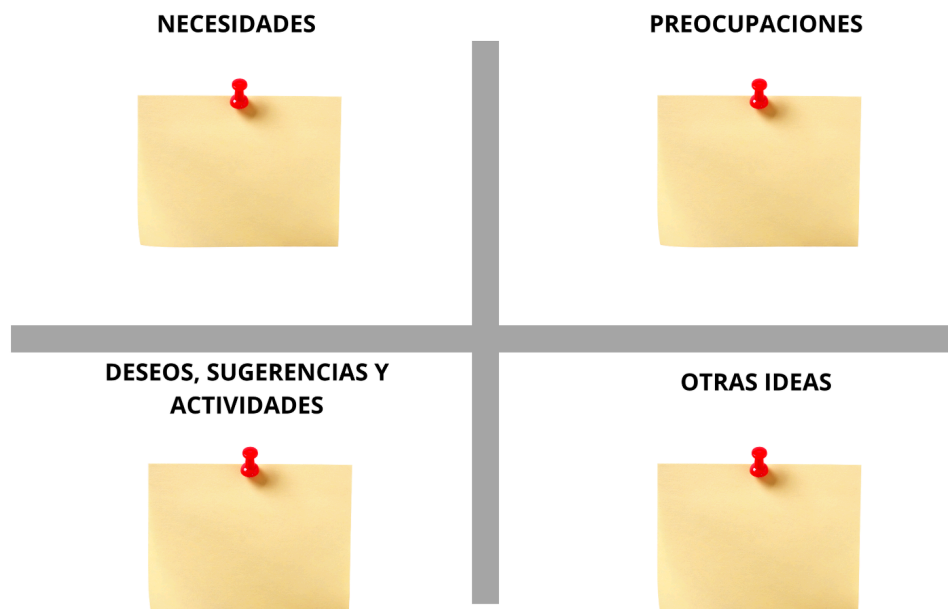 NECESIDADES
PREOCUPACIONES
DESEOS, SUGERENCIAS Y
ACTIVIDADES
OTRAS IDEAS